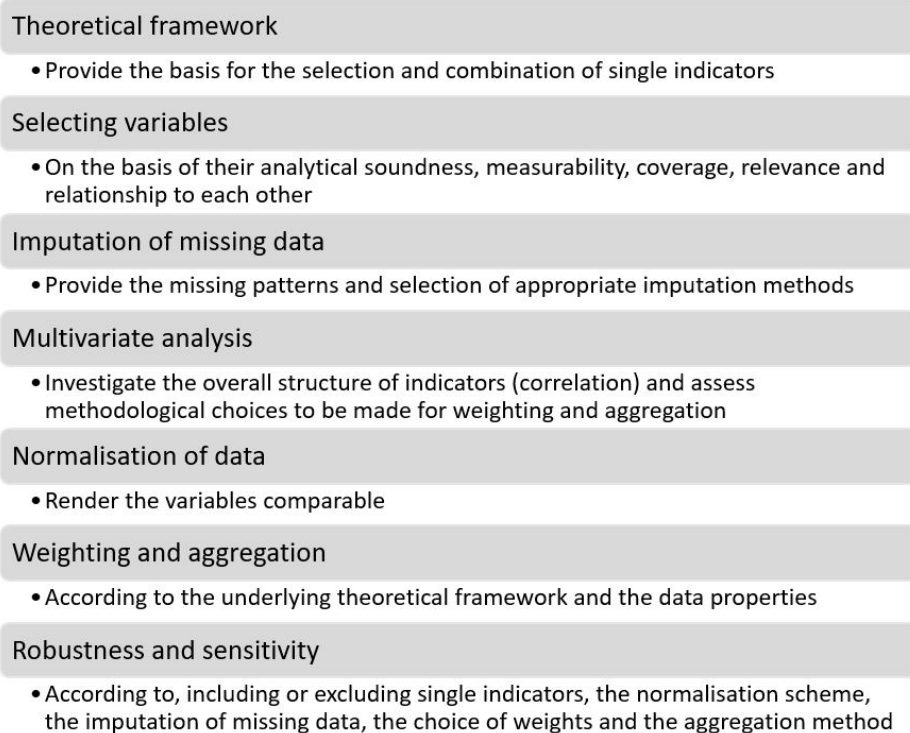 Theoretical framework
• Provide the basis for the selection and combination of single indicators
Selecting variables
• On the basis of their analytical soundness, measurability, coverage, relevance and
relationship to each other
Imputation of missing data
• Provide the missing patterns and selection of appropriate imputation methods
Multivariate analysis
• Investigate the overall structure of indicators (correlation) and assess
methodological choices to be made for weighting and aggregation
Normalisation of data
• Render the variables comparable
Weighting and aggregation
• According to the underlying theoretical framework and the data properties
Robustness and sensitivity
• According to, including or excluding single indicators, the normalisation scheme,
the imputation of missing data, the choice of weights and the aggregation method